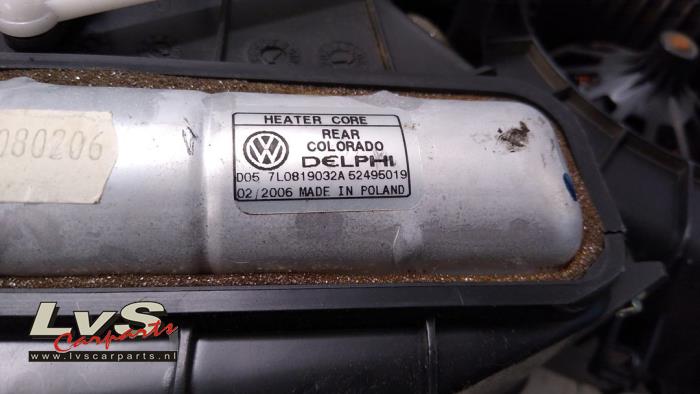 080206
HEATER CORE
REAR
COLORADO
DELPHI
D05 7L0819032A 52495019
02/2006 MADE IN POLAND
LvS
Carparts
www.lvscarparts.nl